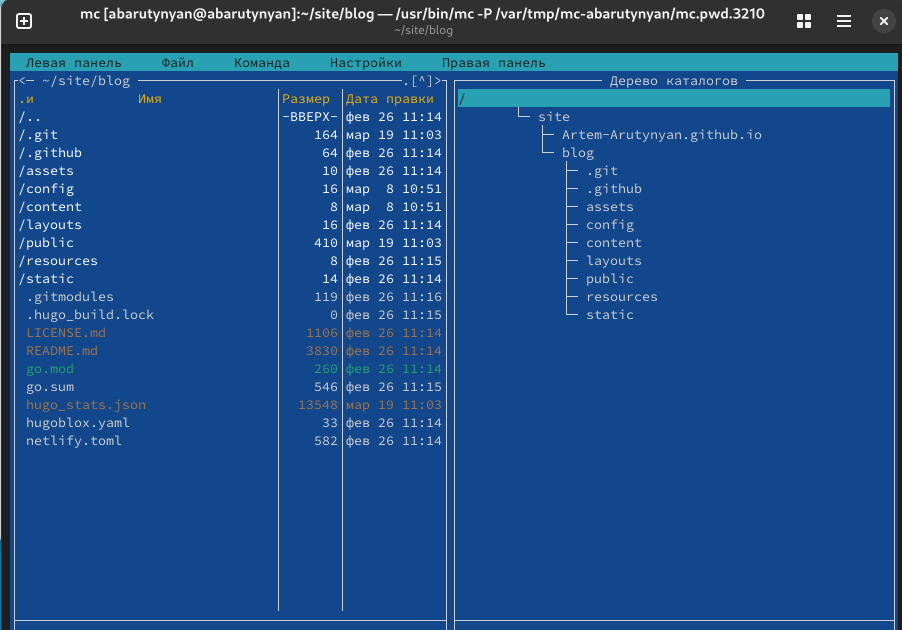 mc [abarutynyan@abarutynyan]:~/site/blog — /usr/bin/mc -P /var/tmp/mc-abarutynyan/mc.pwd.3210
~/site/blog
Левая панель Файл Команда Настройки Правая панель
<— ~/site/blog .[^]>
.и Имя Размер Дата правки
/.. -ВВЕРХ- фев 26 11:14
/.git 164 мар 19 11:03
/.github 64 фев 26 11:14
/assets 10 фев 26 11:14
/config 16 мар 8 10:51
/content 8 мар 8 10:51
/layouts 16 фев 26 11:14
/public 410 мар 19 11:03
/resources 8 фев 26 11:15
/static 14 фев 26 11:14
.gitmodules 119 фев 26 11:16
.hugo_build.lock 0 фев 26 11:15
LICENSE.md 1106 фев 26 11:14
README.md 3830 фев 26 11:14
go.mod 260 фев 26 11:14
go.sum 546 фев 26 11:15
hugo_stats.json 13548 мар 19 11:03
hugoblox.yaml 33 фев 26 11:14
netlify.toml 582 фев 26 11:14
Дерево каталогов
/
site
Artem-Arutynyan.github.io
blog
.git
.github
assets
config
content
layouts
public
resources
static